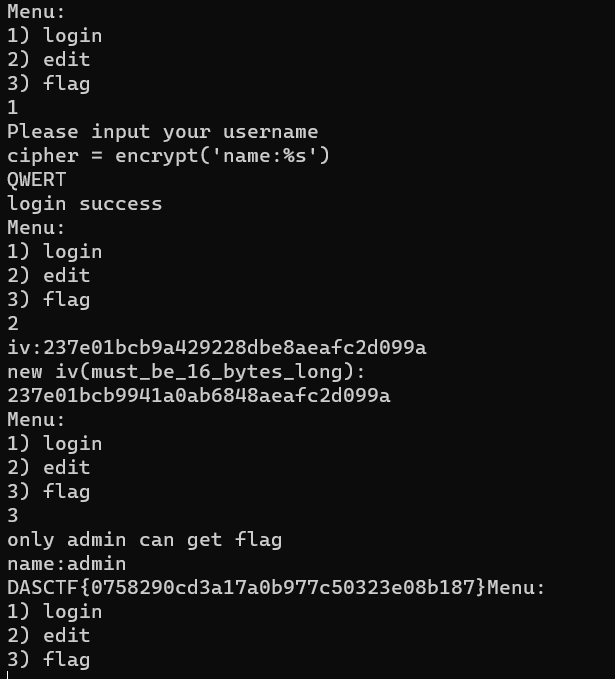 Menu:
1) login
2) edit
3) flag
1
Please input your username
cipher = encrypt('name:%s')
QWERT
login success
Menu:
1) login
2) edit
3) flag
2
iv:237e01bcb9a429228dbe8aeafc2d099a
new iv(must_be_16_bytes_long):
237e01bcb9941a0ab6848aeafc2d099a
Menu:
1) login
2) edit
3) flag
3
only admin can get flag
name:admin
DASCTF{0758290cd3a17a0b977c50323e08b187}Menu:
1) login
2) edit
3) flag